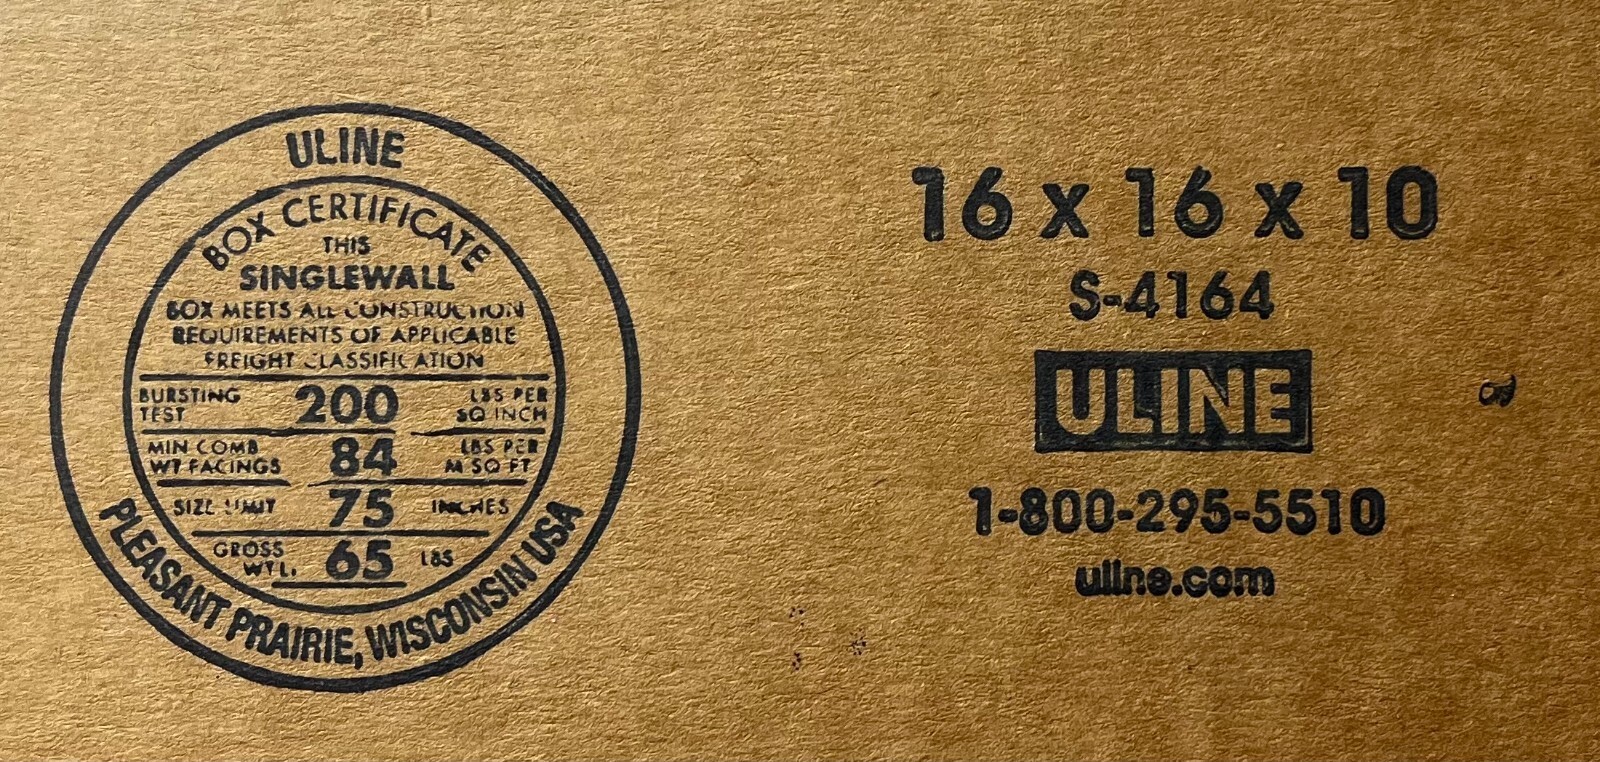 ULINE
BOX CERTIFICATE
THIS
SINGLEWALL
BOX MEETS ALL CONSTRUCTION
REQUIREMENTS OF APPLICABLE
FREIGHT CLASSIFICATION
BURSTING TEST 200 LBS PER SQ INCH
MIN COMB WT FACINGS 84 LBS PER M SQ FT
SIZE LIMIT 75 INCHES
GROSS WT L. 65 LBS
PLEASANT PRAIRIE, WISCONSIN USA
16 x 16 x 10
S-4164
ULINE
1-800-295-5510
uline.com